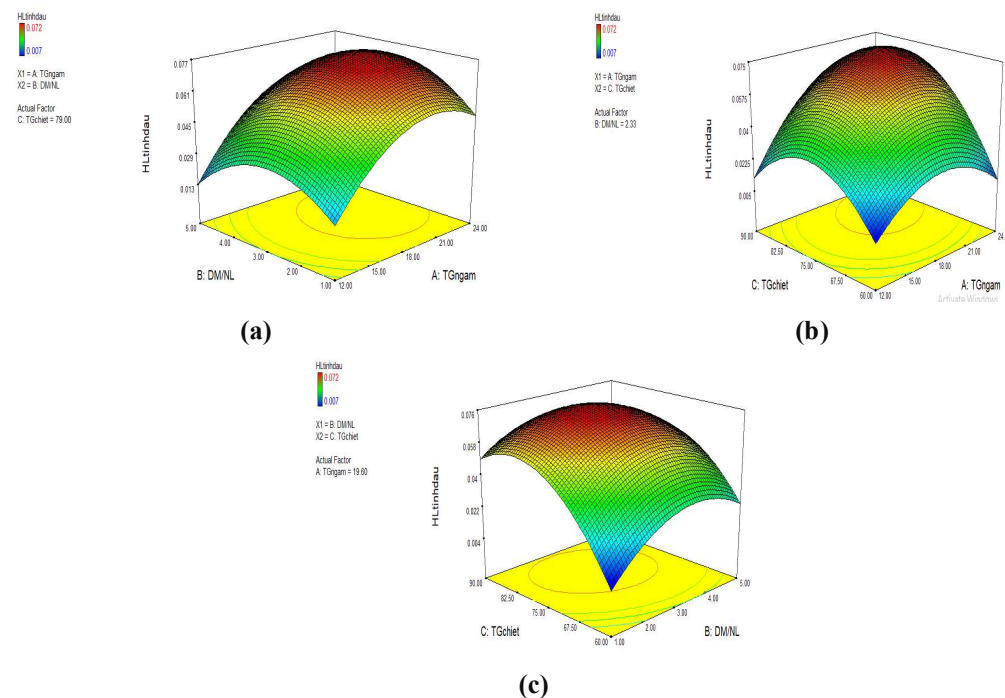 HLtinhdau
0.072
0.007
X1 = A: TGngam
X2 = B: DM/NL
Actual Factor
C: TGchiet = 79.00
HLtinhdau
0.077
0.061
0.045
0.029
0.013
5.00
4.00
3.00
2.00
1.00
B: DM/NL
12.00
15.00
18.00
21.00
24.00
A: TGngam
(a)
HLtinhdau
0.072
0.007
X1 = A: TGngam
X2 = C: TGchiet
Actual Factor
B: DM/NL = 2.33
HLtinhdau
0.075
0.0575
0.04
0.0225
0.005
90.00
82.50
75.00
67.50
60.00
C: TGchiet
12.00
15.00
18.00
21.00
24.
A: TGngam
Activate Windows
(b)
HLtinhdau
0.072
0.007
X1 = B: DM/NL
X2 = C: TGchiet
Actual Factor
A: TGngam = 19.60
HLtinhdau
0.076
0.058
0.04
0.022
0.004
90.00
82.50
75.00
67.50
60.00
C: TGchiet
1.00
2.00
3.00
4.00
5.00
B: DM/NL
(c)